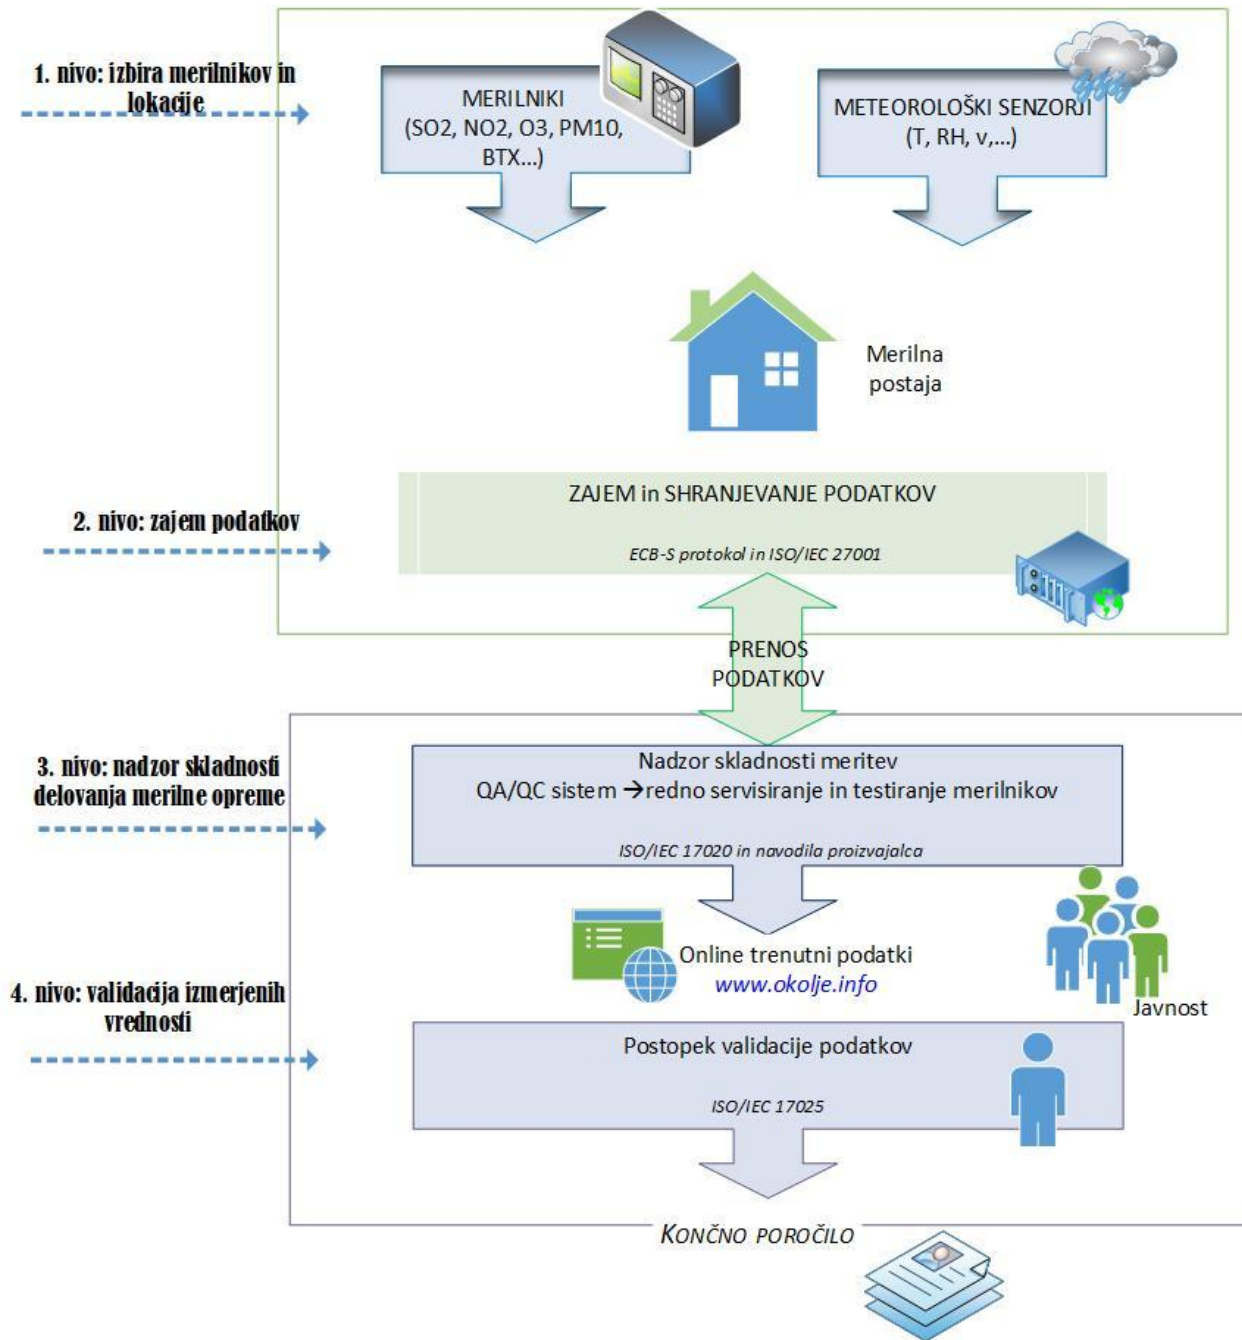 1. nivo: izbira merilnikov in
lokacije
MERILNIKI
(SO2, NO2, O3, PM10,
BTX...)
METEOROLOŠKI SENZORJI
(T, RH, v,...)
Merilna
postaja
2. nivo: zajem podatkov
ZAJEM in SHRANJEVANJE PODATKOV
ECB-S protokol in ISO/IEC 27001
PRENOS
PODATKOV
3. nivo: nadzor skladnosti
delovanja merilne opreme
Nadzor skladnosti meritev
QA/QC sistem →redno servisiranje in testiranje merilnikov
ISO/IEC 17020 in navodila proizvajalca
Online trenutni podatki
www.okolje.info
Javnost
4. nivo: validacija izmerjenih
vrednosti
Postopek validacije podatkov
ISO/IEC 17025
KONČNO POROČILO